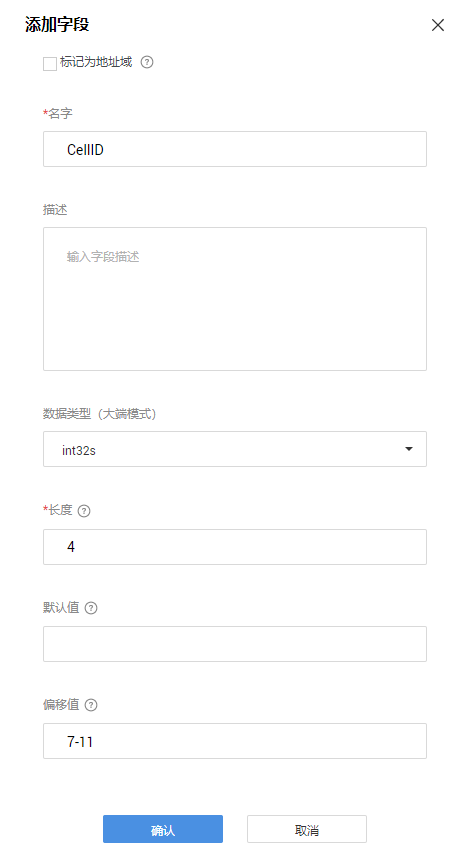 添加字段
标记为地址域
*名字
CellID
描述
输入字段描述
数据类型（大端模式）
int32s
*长度
4
默认值
偏移值
7-11
确认 取消